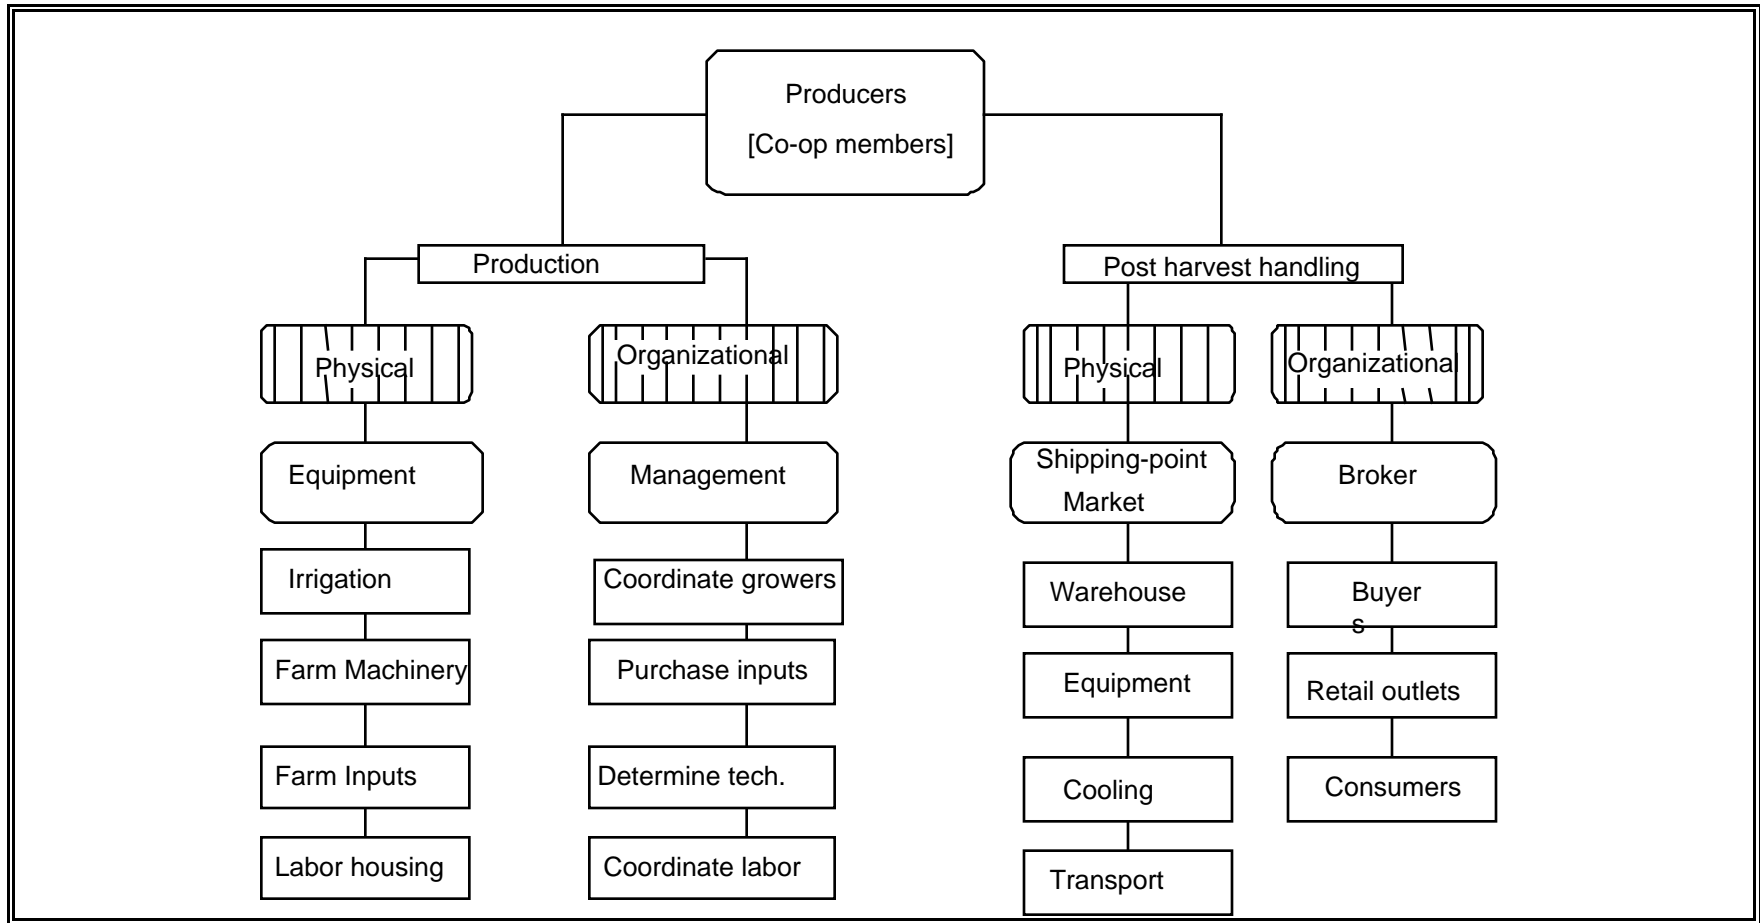 Producers
[Co-op members]
Production
Post harvest handling
Physical
Organizational
Physical
Organizational
Equipment
Management
Shipping-point
Market
Broker
Irrigation
Coordinate growers
Warehouse
Buyer
s
Farm Machinery
Purchase inputs
Equipment
Retail outlets
Farm Inputs
Determine tech.
Cooling
Consumers
Labor housing
Coordinate labor
Transport